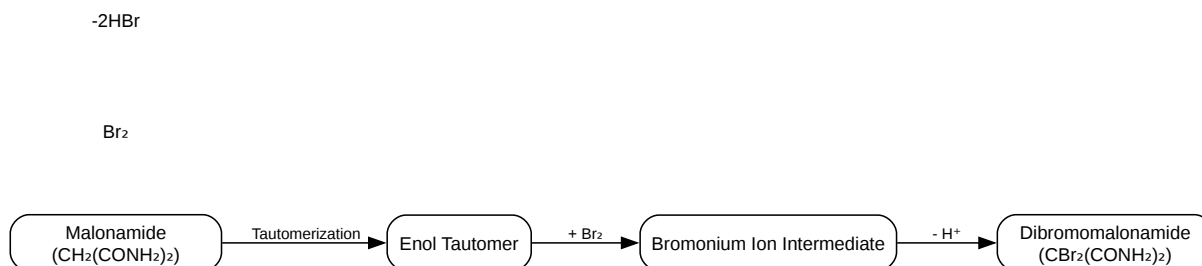 -2HBr
Br₂
Malonamide
(CH₂(CONH₂)₂)
Tautomerization
Enol Tautomer
+ Br₂
Bromonium Ion Intermediate
- H⁺
Dibromomalonamide
(CBr₂(CONH₂)₂)